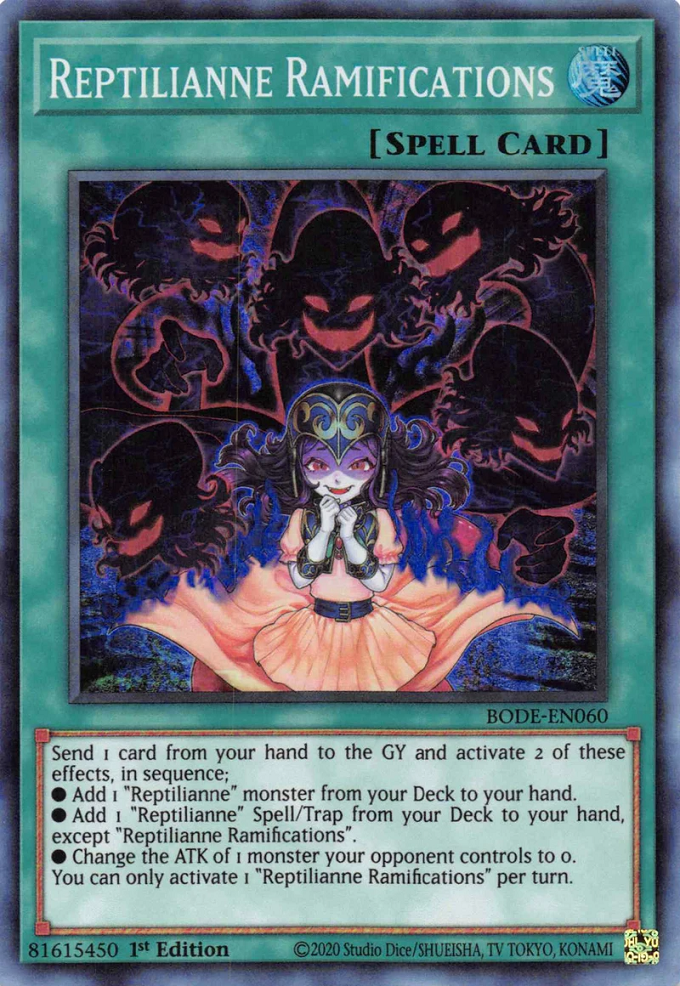 Reptilianne Ramifications
SPELL
魔
[Spell Card]
BODE-EN060
Send 1 card from your hand to the GY and activate 2 of these
effects, in sequence;
● Add 1 "Reptilianne" monster from your Deck to your hand.
● Add 1 "Reptilianne" Spell/Trap from your Deck to your hand,
except "Reptilianne Ramifications".
● Change the ATK of 1 monster your opponent controls to 0.
You can only activate 1 "Reptilianne Ramifications" per turn.
81615450 1st Edition ©2020 Studio Dice/SHUEISHA, TV TOKYO, KONAMI